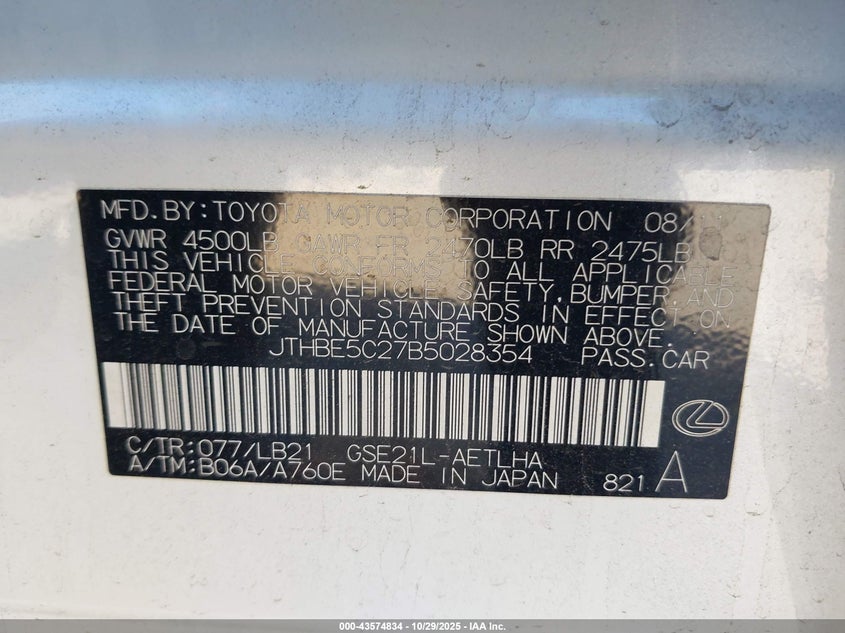 MFD.BY:TOYOTA MOTOR CORPORATION 08/11
GVWR 4500LB GAWR FR 2470LB RR 2475LB
THIS VEHICLE CONFORMS TO ALL APPLICABLE
FEDERAL MOTOR VEHICLE SAFETY,BUMPER,AND
THEFT PREVENTION STANDARDS IN EFFECT ON
THE DATE OF MANUFACTURE SHOWN ABOVE.
JTHBE5C27B5028354 PASS.CAR
C/TR:077/LB21 GSE21L-AETLHA
A/TM:B06A/A760E MADE IN JAPAN 821 A
000-43574834 | 10/29/2025 - IAA Inc.